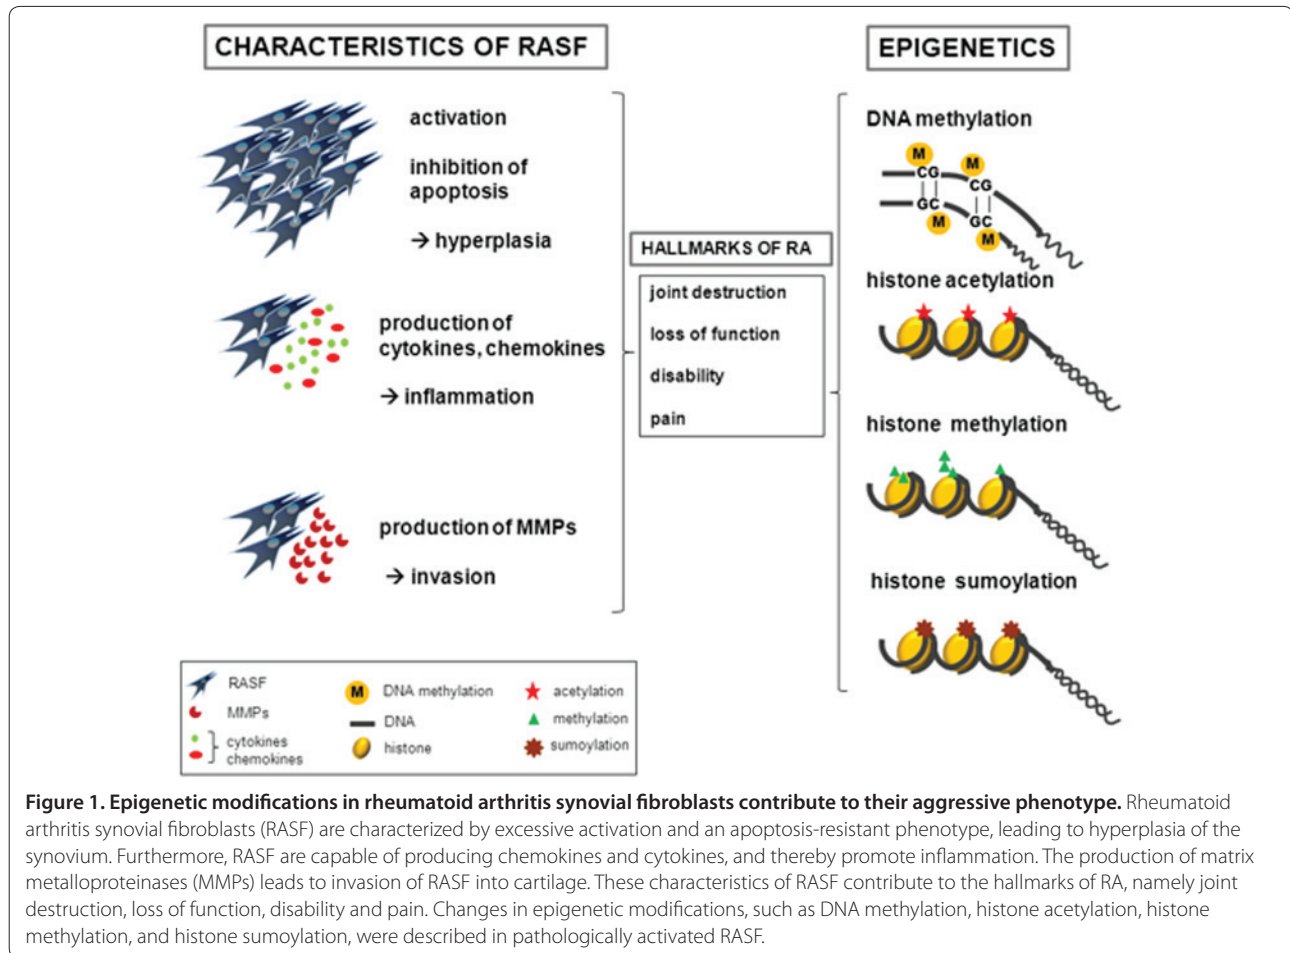 CHARACTERISTICS OF RASF
activation
inhibition of
apoptosis
→ hyperplasia
production of
cytokines, chemokines
→ inflammation
production of MMPs
→ invasion
HALLMARKS OF RA
joint destruction
loss of function
disability
pain
EPIGENETICS
DNA methylation
M
M
CG
CG
GC
GC
M
M
histone acetylation
histone methylation
histone sumoylation
RASF
MMPs
cytokines
chemokines
M DNA methylation
DNA
histone
acetylation
methylation
sumoylation
Figure 1. Epigenetic modifications in rheumatoid arthritis synovial fibroblasts contribute to their aggressive phenotype. Rheumatoid
arthritis synovial fibroblasts (RASF) are characterized by excessive activation and an apoptosis-resistant phenotype, leading to hyperplasia of the
synovium. Furthermore, RASF are capable of producing chemokines and cytokines, and thereby promote inflammation. The production of matrix
metalloproteinases (MMPs) leads to invasion of RASF into cartilage. These characteristics of RASF contribute to the hallmarks of RA, namely joint
destruction, loss of function, disability and pain. Changes in epigenetic modifications, such as DNA methylation, histone acetylation, histone
methylation, and histone sumoylation, were described in pathologically activated RASF.